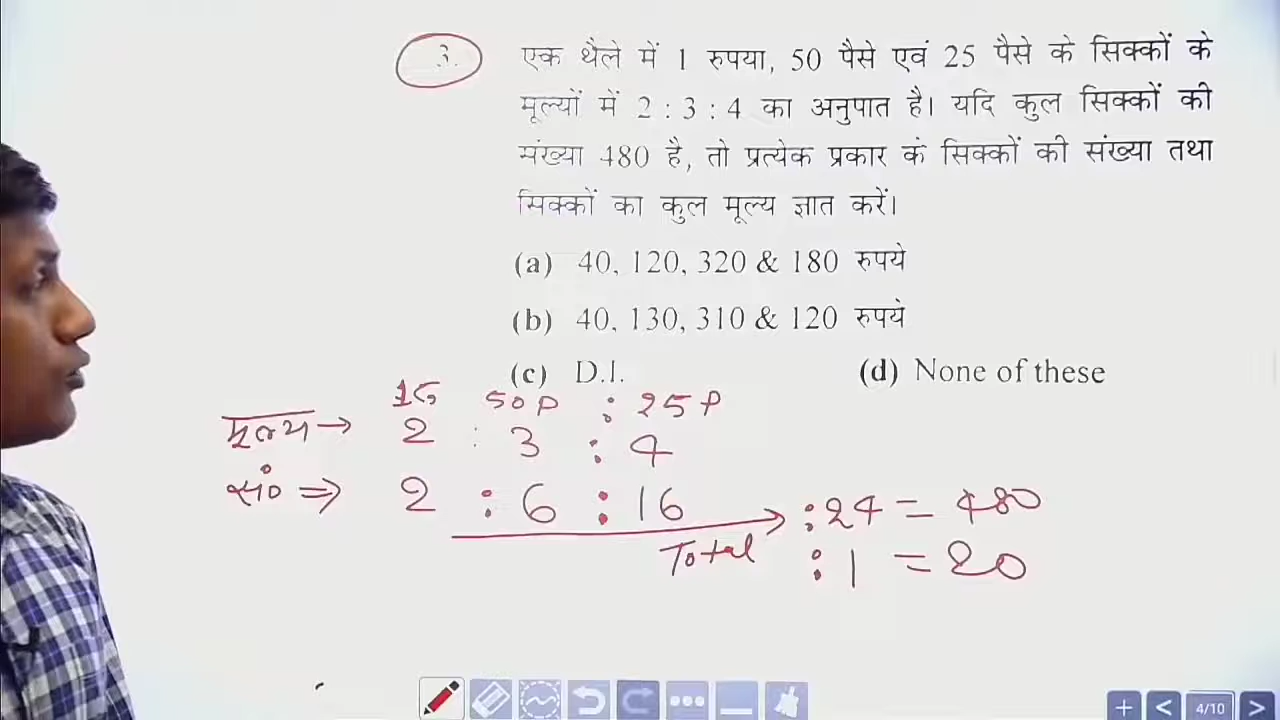 3. एक थैले में 1 रुपया, 50 पैसे एवं 25 पैसे के सिक्कों के
मूल्यों में 2 : 3 : 4 का अनुपात है। यदि कुल सिक्कों की
संख्या 480 है, तो प्रत्येक प्रकार के सिक्कों की संख्या तथा
सिक्कों का कुल मूल्य ज्ञात करें।
(a) 40, 120, 320 & 180 रुपये
(b) 40, 130, 310 & 120 रुपये
(c) D.I. (d) None of these
50P : 25P
मूल्य → 2 : 3 : 4
सं० ⇒ 2 : 6 : 16
Total : 24 = 480
: 1 = 20
4/10